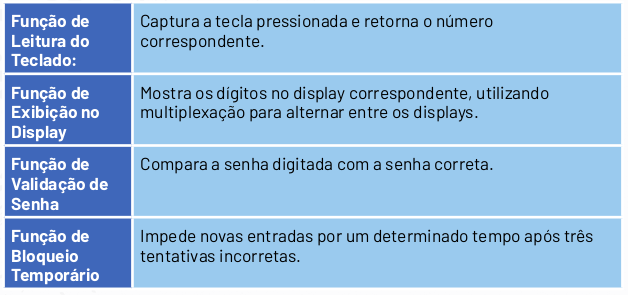 Função de
Leitura do
Teclado:
Captura a tecla pressionada e retorna o número
correspondente.
Função de
Exibição no
Display
Mostra os dígitos no display correspondente, utilizando
multiplexação para alternar entre os displays.
Função de
Validação de
Senha
Compara a senha digitada com a senha correta.
Função de
Bloqueio
Temporário
Impede novas entradas por um determinado tempo após três
tentativas incorretas.